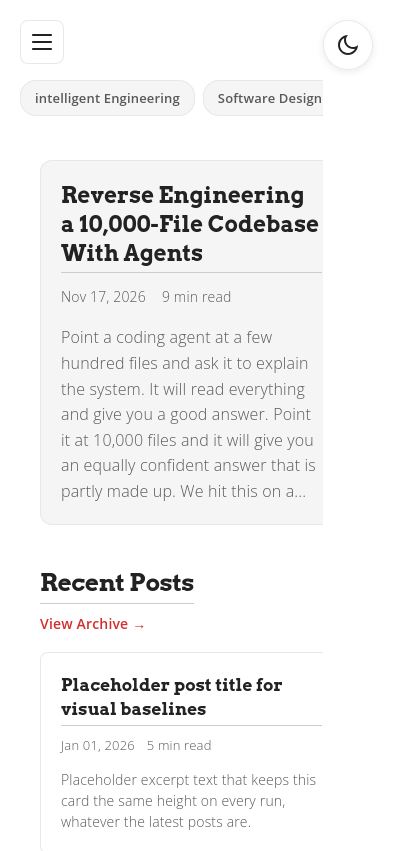 intelligent Engineering
Software Design
Reverse Engineering
a 10,000-File Codebase
With Agents
Nov 17, 2026 9 min read
Point a coding agent at a few
hundred files and ask it to explain
the system. It will read everything
and give you a good answer. Point
it at 10,000 files and it will give you
an equally confident answer that is
partly made up. We hit this on a...
Recent Posts
View Archive →
Placeholder post title for
visual baselines
Jan 01, 2026 5 min read
Placeholder excerpt text that keeps this
card the same height on every run,
whatever the latest posts are.